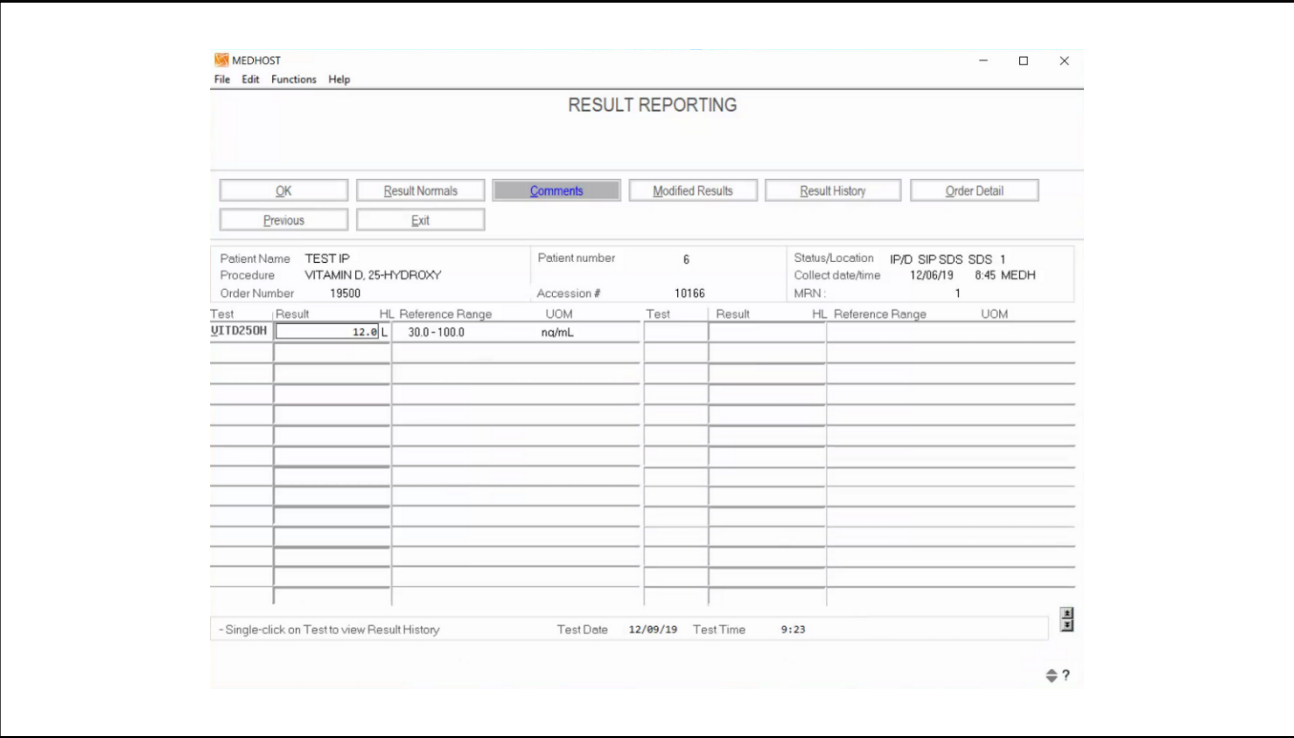 MEDHOST
File Edit Functions Help
RESULT REPORTING
OK Result Normals Comments Modified Results Result History Order Detail
Previous Exit
Patient Name TEST IP Patient number 6 Status/Location IP/D SIP SDS SDS 1
Procedure VITAMIN D, 25-HYDROXY Collect date/time 12/06/19 8:45 MEDH
Order Number 19500 Accession # 10166 MRN : 1
Test Result HL Reference Range UOM Test Result HL Reference Range UOM
VITD25OH 12.0 L 30.0 - 100.0 ng/mL
- Single-click on Test to view Result History Test Date 12/09/19 Test Time 9:23
?